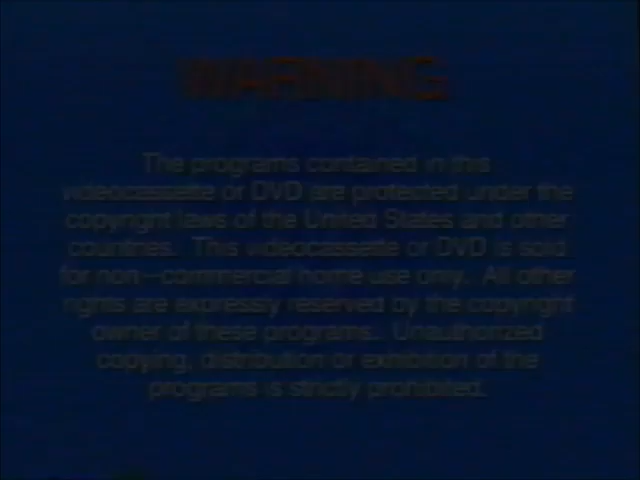 WARNING
The programs contained in this
videocassette or DVD are protected under the
copyright laws of the United States and other
countries. This videocassette or DVD is sold
for non-commercial home use only. All other
rights are expressly reserved by the copyright
owner of these programs. Unauthorized
copying, distribution or exhibition of the
programs is strictly prohibited.